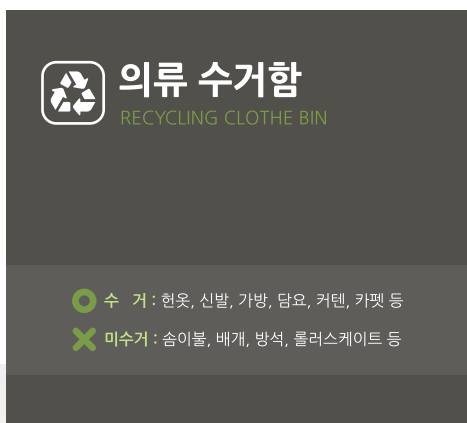 의류 수거함
RECYCLING CLOTHE BIN
수 거 : 헌옷, 신발, 가방, 담요, 커텐, 카펫 등
미수거 : 솜이불, 배개, 방석, 롤러스케이트 등